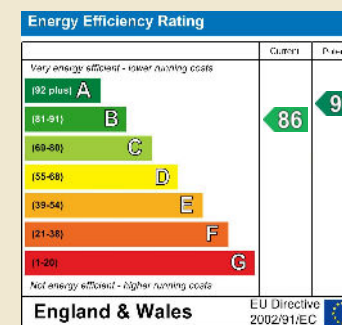 Energy Efficiency Rating
Current
Very energy efficient - lower running costs
(92 plus) A
(81-91) B
86
9
(69-80) C
(55-68) D
(39-54) E
(21-38) F
(1-20) G
Not energy efficient - higher running costs
England & Wales
EU Directive
2002/91/EC